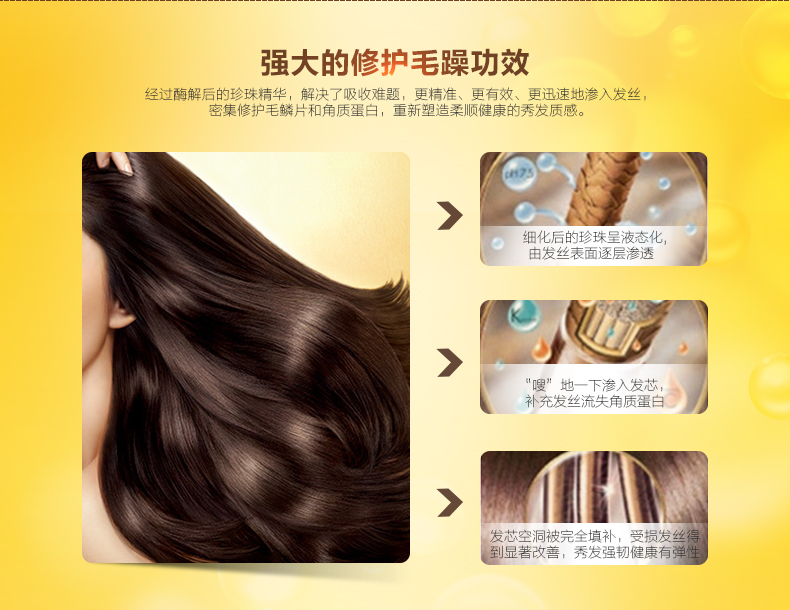 强大的修护毛躁功效
经过酶解后的珍珠精华，解决了吸收难题，更精准、更有效、更迅速地渗入发丝，
密集修护毛鳞片和角质蛋白，重新塑造柔顺健康的秀发质感。
pH7.5
细化后的珍珠呈液态化，
由发丝表面逐层渗透
K
“嗖”地一下渗入发芯，
补充发丝流失角质蛋白
发芯空洞被完全填补，受损发丝得
到显著改善，秀发强韧健康有弹性